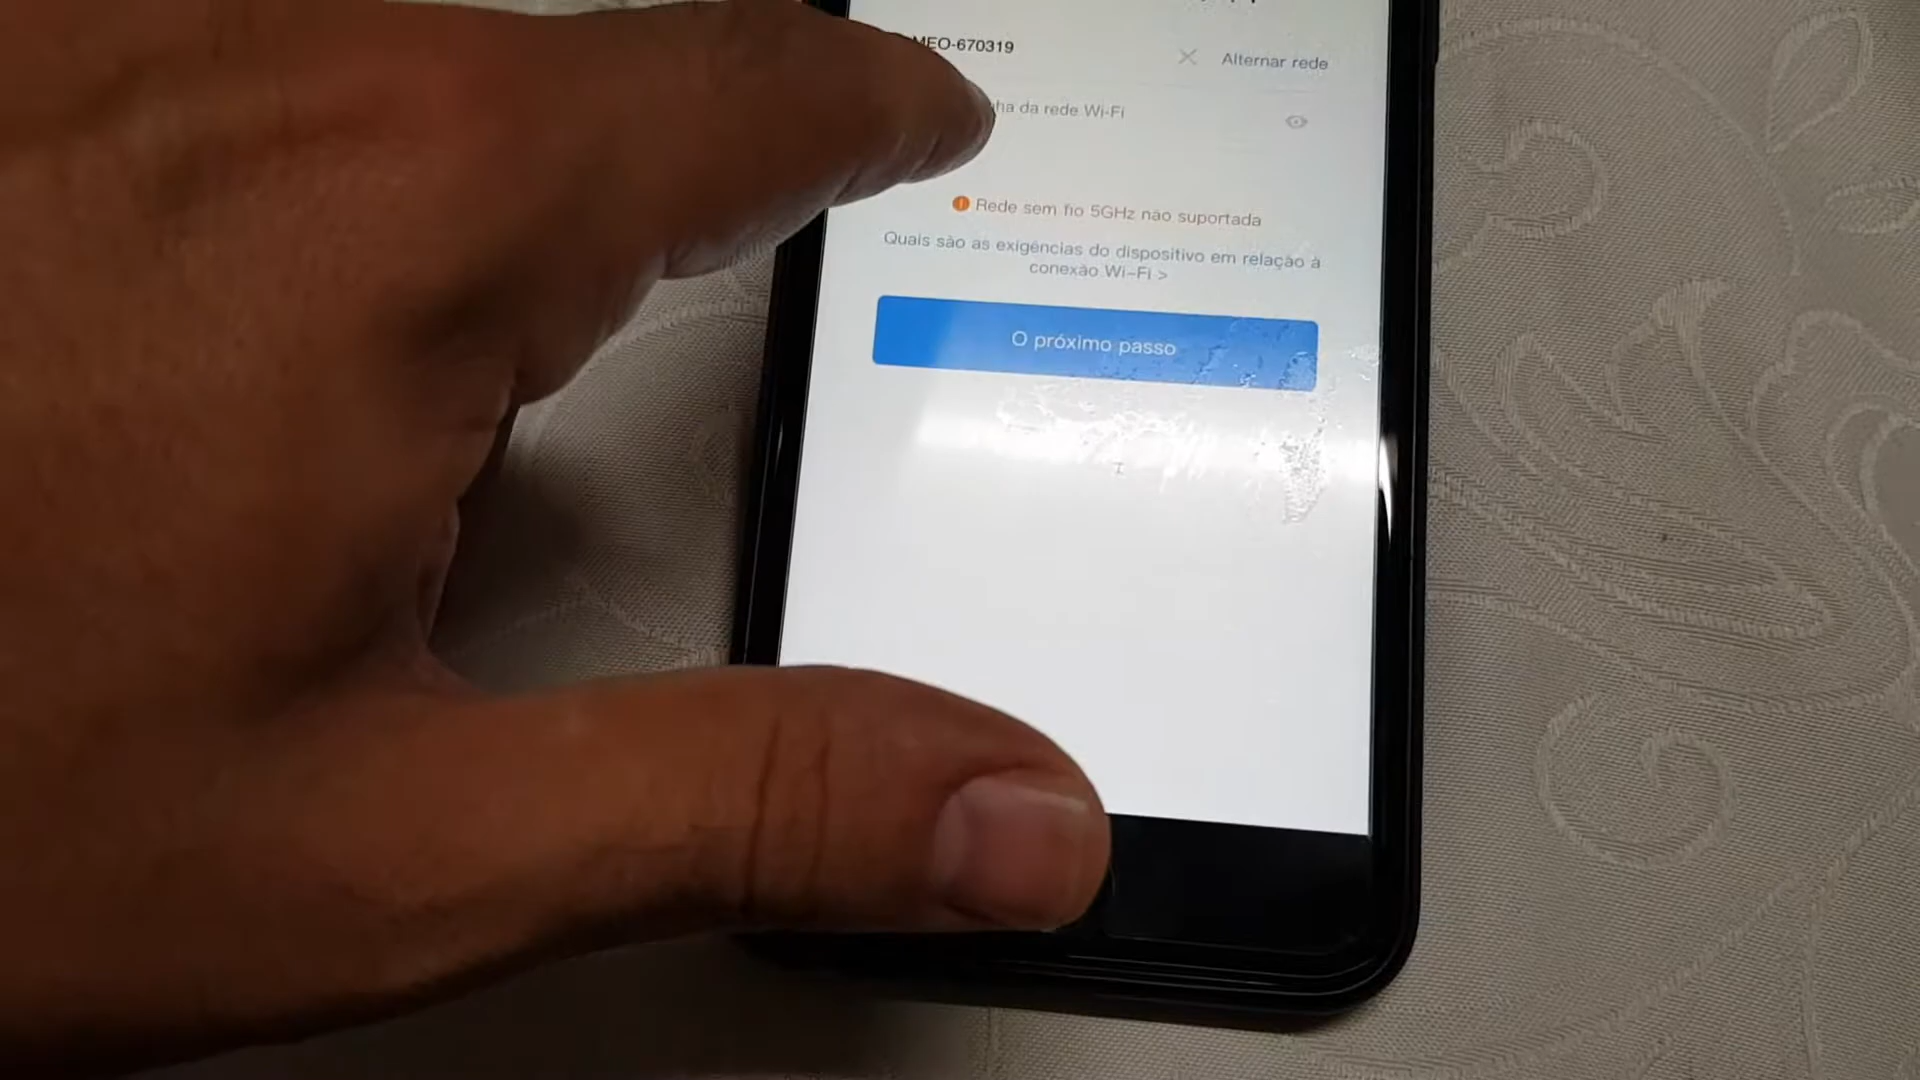 MEO-670319
Alternar rede
da rede Wi-Fi
Rede sem fio 5GHz não suportada
Quais são as exigências do dispositivo em relação à
conexão Wi-Fi >
O próximo passo